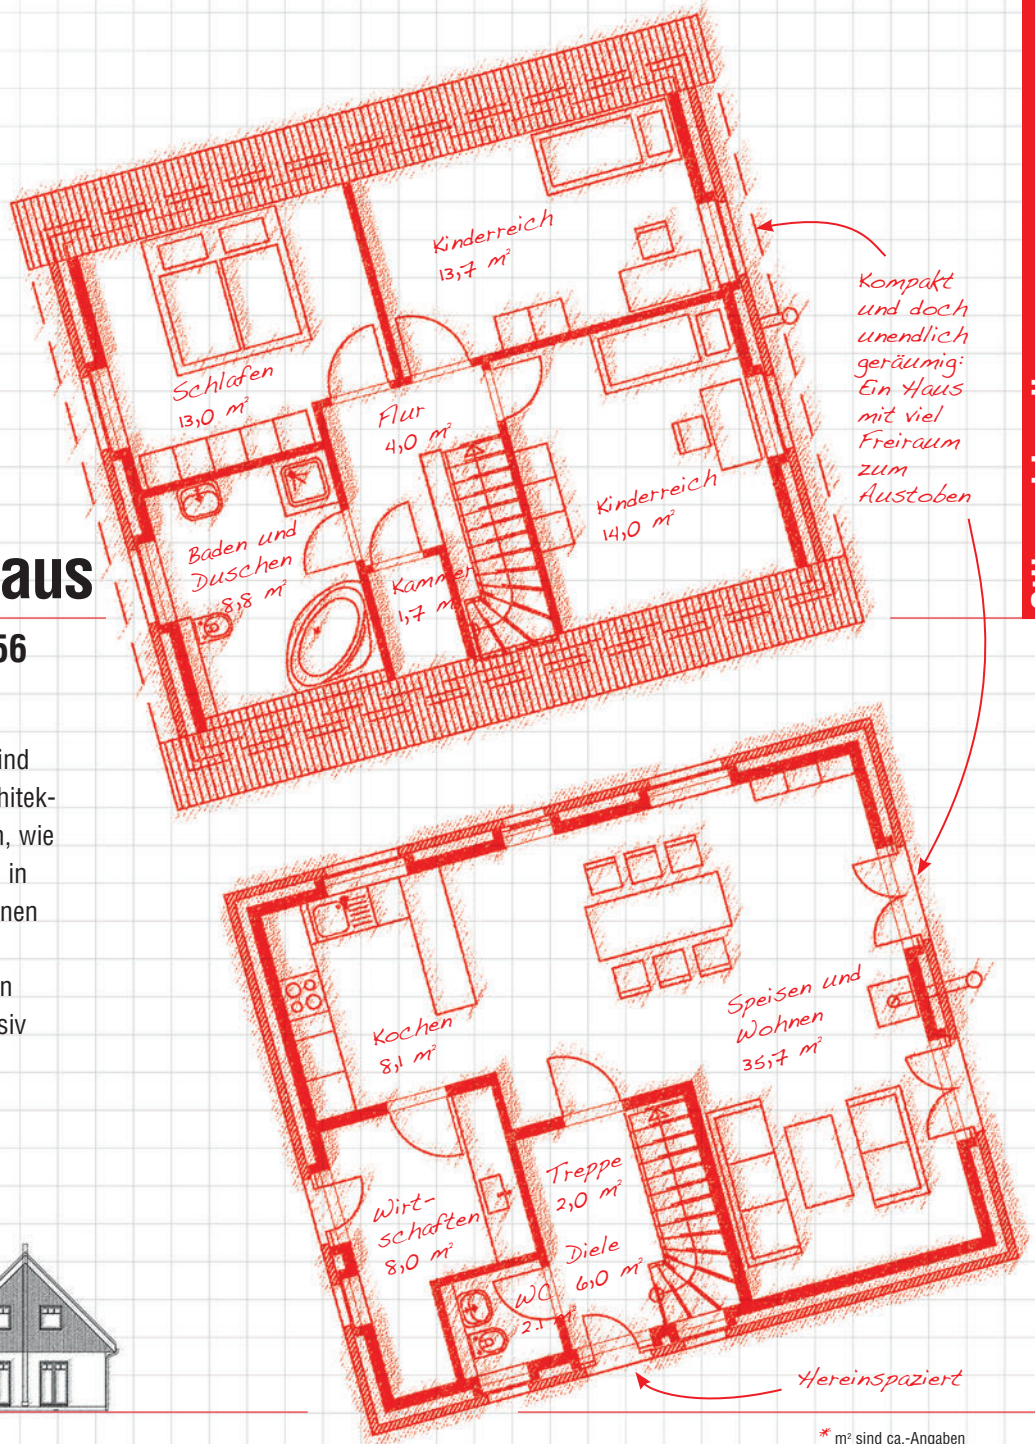 Kinderreich
13,7 m²
Schlafen
13,0 m²
Flur
4,0 m²
Kinderreich
14,0 m²
Baden und
Duschen
8,8 m²
Kammer
1,7 m²
Kompakt
und doch
unendlich
geräumig:
Ein Haus
mit viel
Freiraum
zum
Austoben
aus
56
ind
hitek-
n, wie
in
nen
n
siv
Kochen
8,1 m²
Speisen und
Wohnen
35,7 m²
Treppe
2,0 m²
Wirt-
schaften
8,0 m²
Diele
6,0 m²
WC
2.1 m²
Hereinspaziert
* m² sind ca.-Angaben